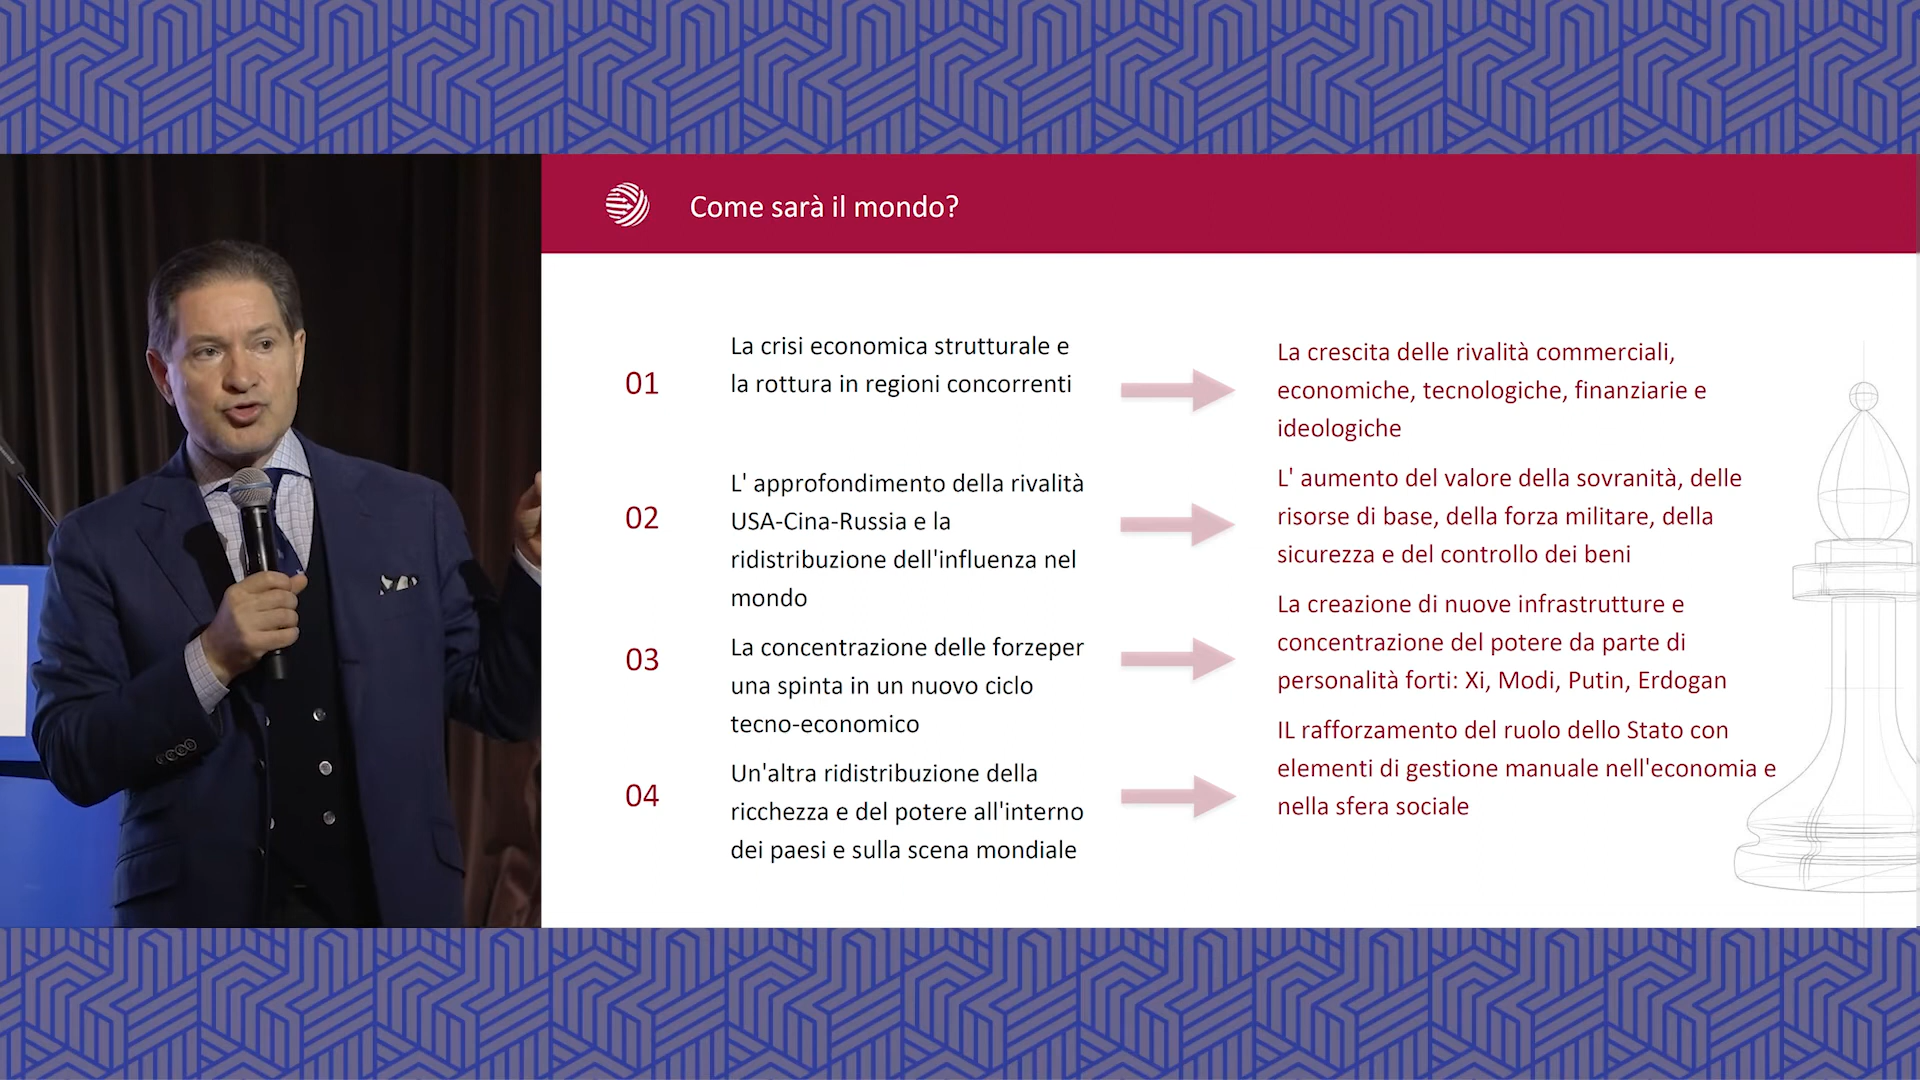 Come sarà il mondo?
01
La crisi economica strutturale e
la rottura in regioni concorrenti
La crescita delle rivalità commerciali,
economiche, tecnologiche, finanziarie e
ideologiche
02
L' approfondimento della rivalità
USA-Cina-Russia e la
ridistribuzione dell'influenza nel
mondo
L' aumento del valore della sovranità, delle
risorse di base, della forza militare, della
sicurezza e del controllo dei beni
03
La concentrazione delle forzeper
una spinta in un nuovo ciclo
tecno-economico
La creazione di nuove infrastrutture e
concentrazione del potere da parte di
personalità forti: Xi, Modi, Putin, Erdogan
04
Un'altra ridistribuzione della
ricchezza e del potere all'interno
dei paesi e sulla scena mondiale
IL rafforzamento del ruolo dello Stato con
elementi di gestione manuale nell'economia e
nella sfera sociale